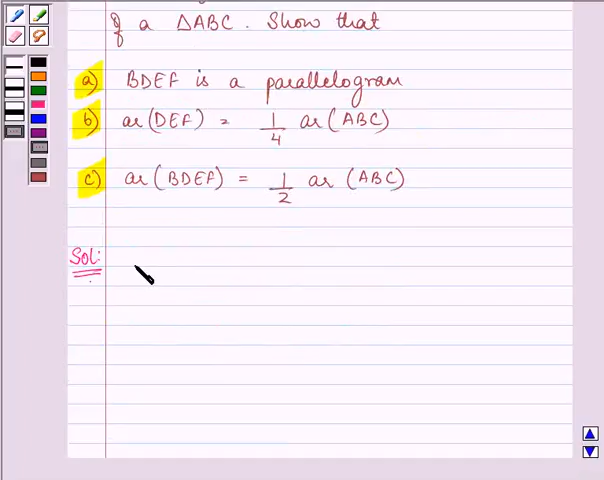 of a ΔABC. Show that
a) BDEF is a parallelogram
b) ar(DEF) = 1/4 ar(ABC)
c) ar(BDEF) = 1/2 ar(ABC)
Sol: